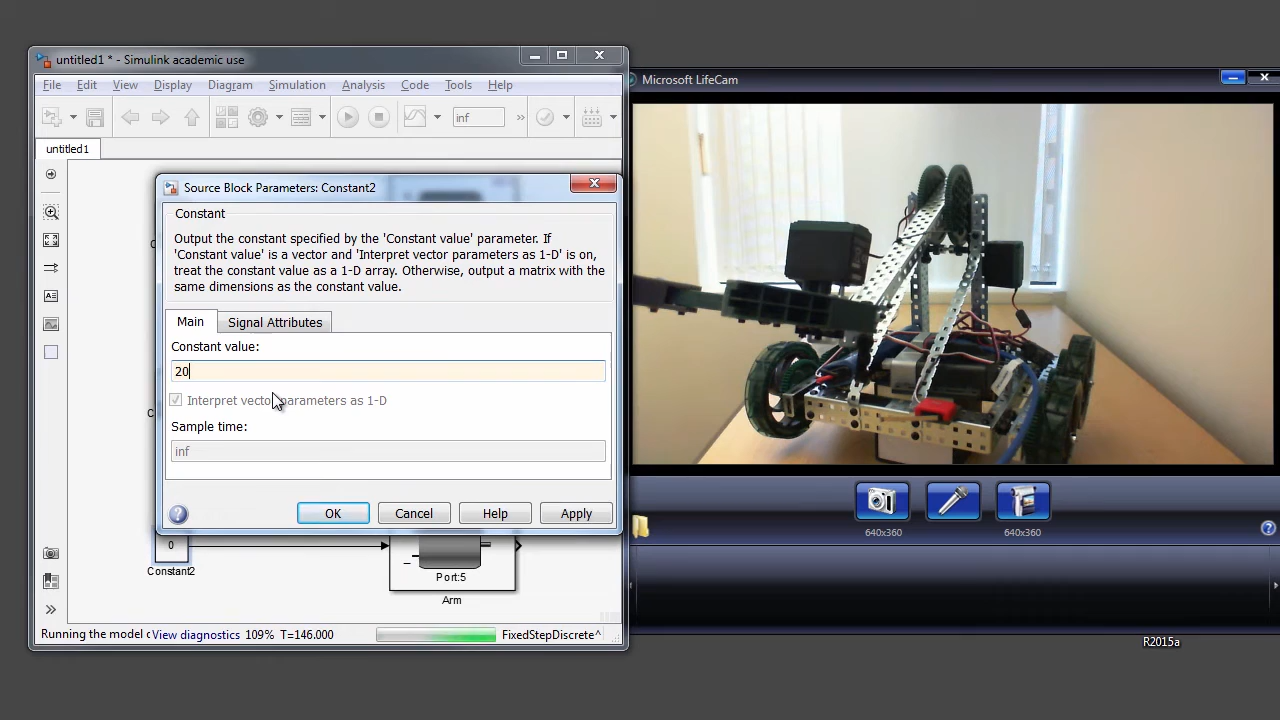 untitled1 * - Simulink academic use
File Edit View Display Diagram Simulation Analysis Code Tools Help
inf
»
untitled1
Source Block Parameters: Constant2
Constant
Output the constant specified by the 'Constant value' parameter. If
'Constant value' is a vector and 'Interpret vector parameters as 1-D' is on,
treat the constant value as a 1-D array. Otherwise, output a matrix with the
same dimensions as the constant value.
Main Signal Attributes
Constant value:
20
Interpret vector parameters as 1-D
Sample time:
inf
OK Cancel Help Apply
0
Constant2
Port:5
Arm
Running the model c View diagnostics 109% T=146.000 FixedStepDiscrete^
Microsoft LifeCam
640x360 640x360
R2015a